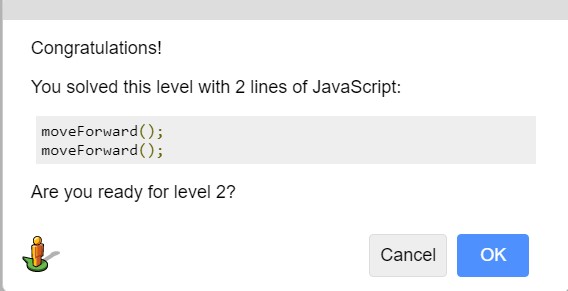 Congratulations!
You solved this level with 2 lines of JavaScript:
moveForward();
moveForward();
Are you ready for level 2?
Cancel
OK